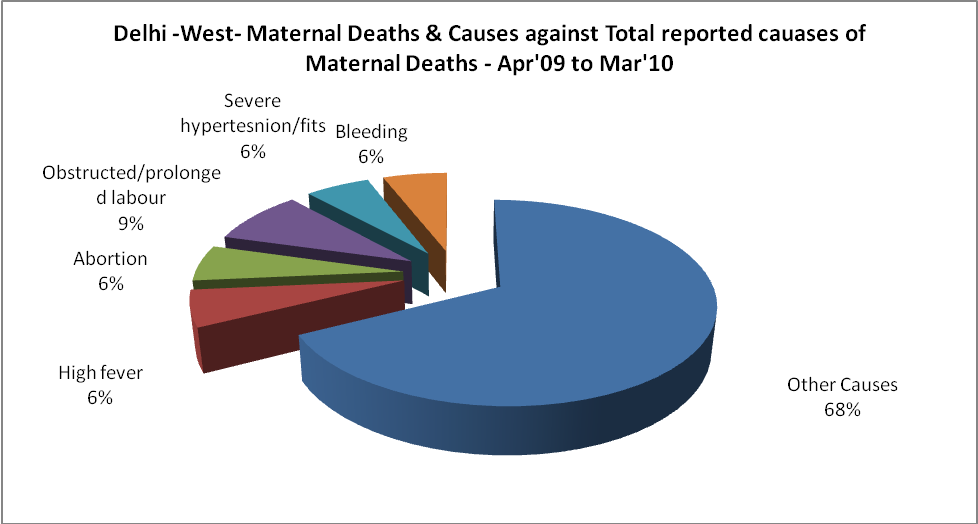 Delhi -West- Maternal Deaths & Causes against Total reported cauases of
Maternal Deaths - Apr'09 to Mar'10
Severe
hypertesnion/fits
6%
Bleeding
6%
Obstructed/prolonge
d labour
9%
Abortion
6%
High fever
6%
Other Causes
68%